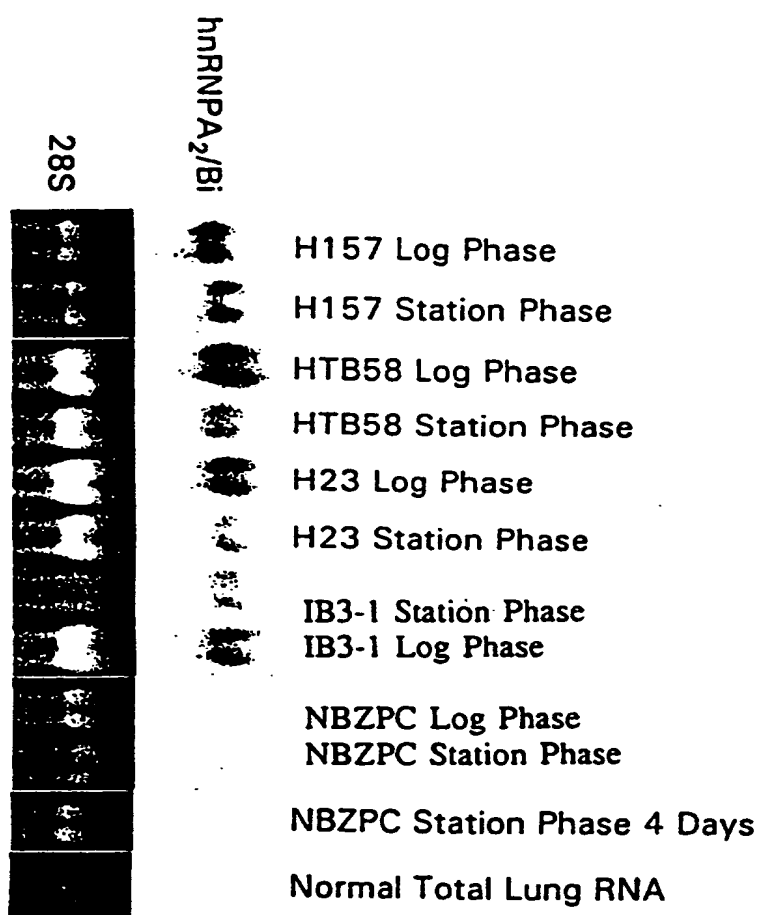 28S
hnRNPA₂/Bi
H157 Log Phase
H157 Station Phase
HTB58 Log Phase
HTB58 Station Phase
H23 Log Phase
H23 Station Phase
IB3-1 Station Phase
IB3-1 Log Phase
NBZPC Log Phase
NBZPC Station Phase
NBZPC Station Phase 4 Days
Normal Total Lung RNA